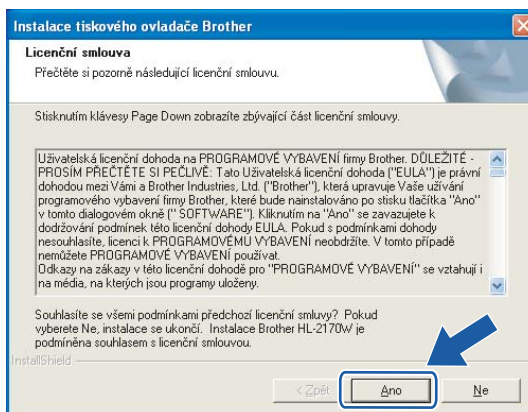 Instalace tiskového ovladače Brother
Licenční smlouva
Přečtěte si pozorně následující licenční smlouvu.
Stisknutím klávesy Page Down zobrazíte zbývající část licenční smlouvy.
Uživatelská licenční dohoda na PROGRAMOVÉ VYBAVENÍ firmy Brother. DŮLEŽITÉ -
PROSÍM PŘEČTĚTE SI PEČLIVĚ: Tato Uživatelská licenční dohoda ("EULA") je právní
dohodou mezi Vámi a Brother Industries, Ltd. ("Brother"), která upravuje Vaše užívání
programového vybavení firmy Brother, které bude nainstalováno po stisku tlačítka "Ano"
v tomto dialogovém okně (" SOFTWARE"). Kliknutím na "Ano" se zavazujete k
dodržování podmínek této licenční dohody EULA. Pokud s podmínkami dohody
nesouhlasíte, licenci k PROGRAMOVÉMU VYBAVENÍ neobdržíte. V tomto případě
nemůžete PROGRAMOVÉ VYBAVENÍ používat.
Odkazy na zákazy v této licenční dohodě pro "PROGRAMOVÉ VYBAVENÍ" se vztahují i
na média, na kterých jsou programy uloženy.
Souhlasíte se všemi podmínkami předchozí licenční smluvy? Pokud
vyberete Ne, instalace se ukončí. Instalace Brother HL-2170W je
podmíněna souhlasem s licenční smlouvou.
InstallShield
< Zpět
Ano
Ne